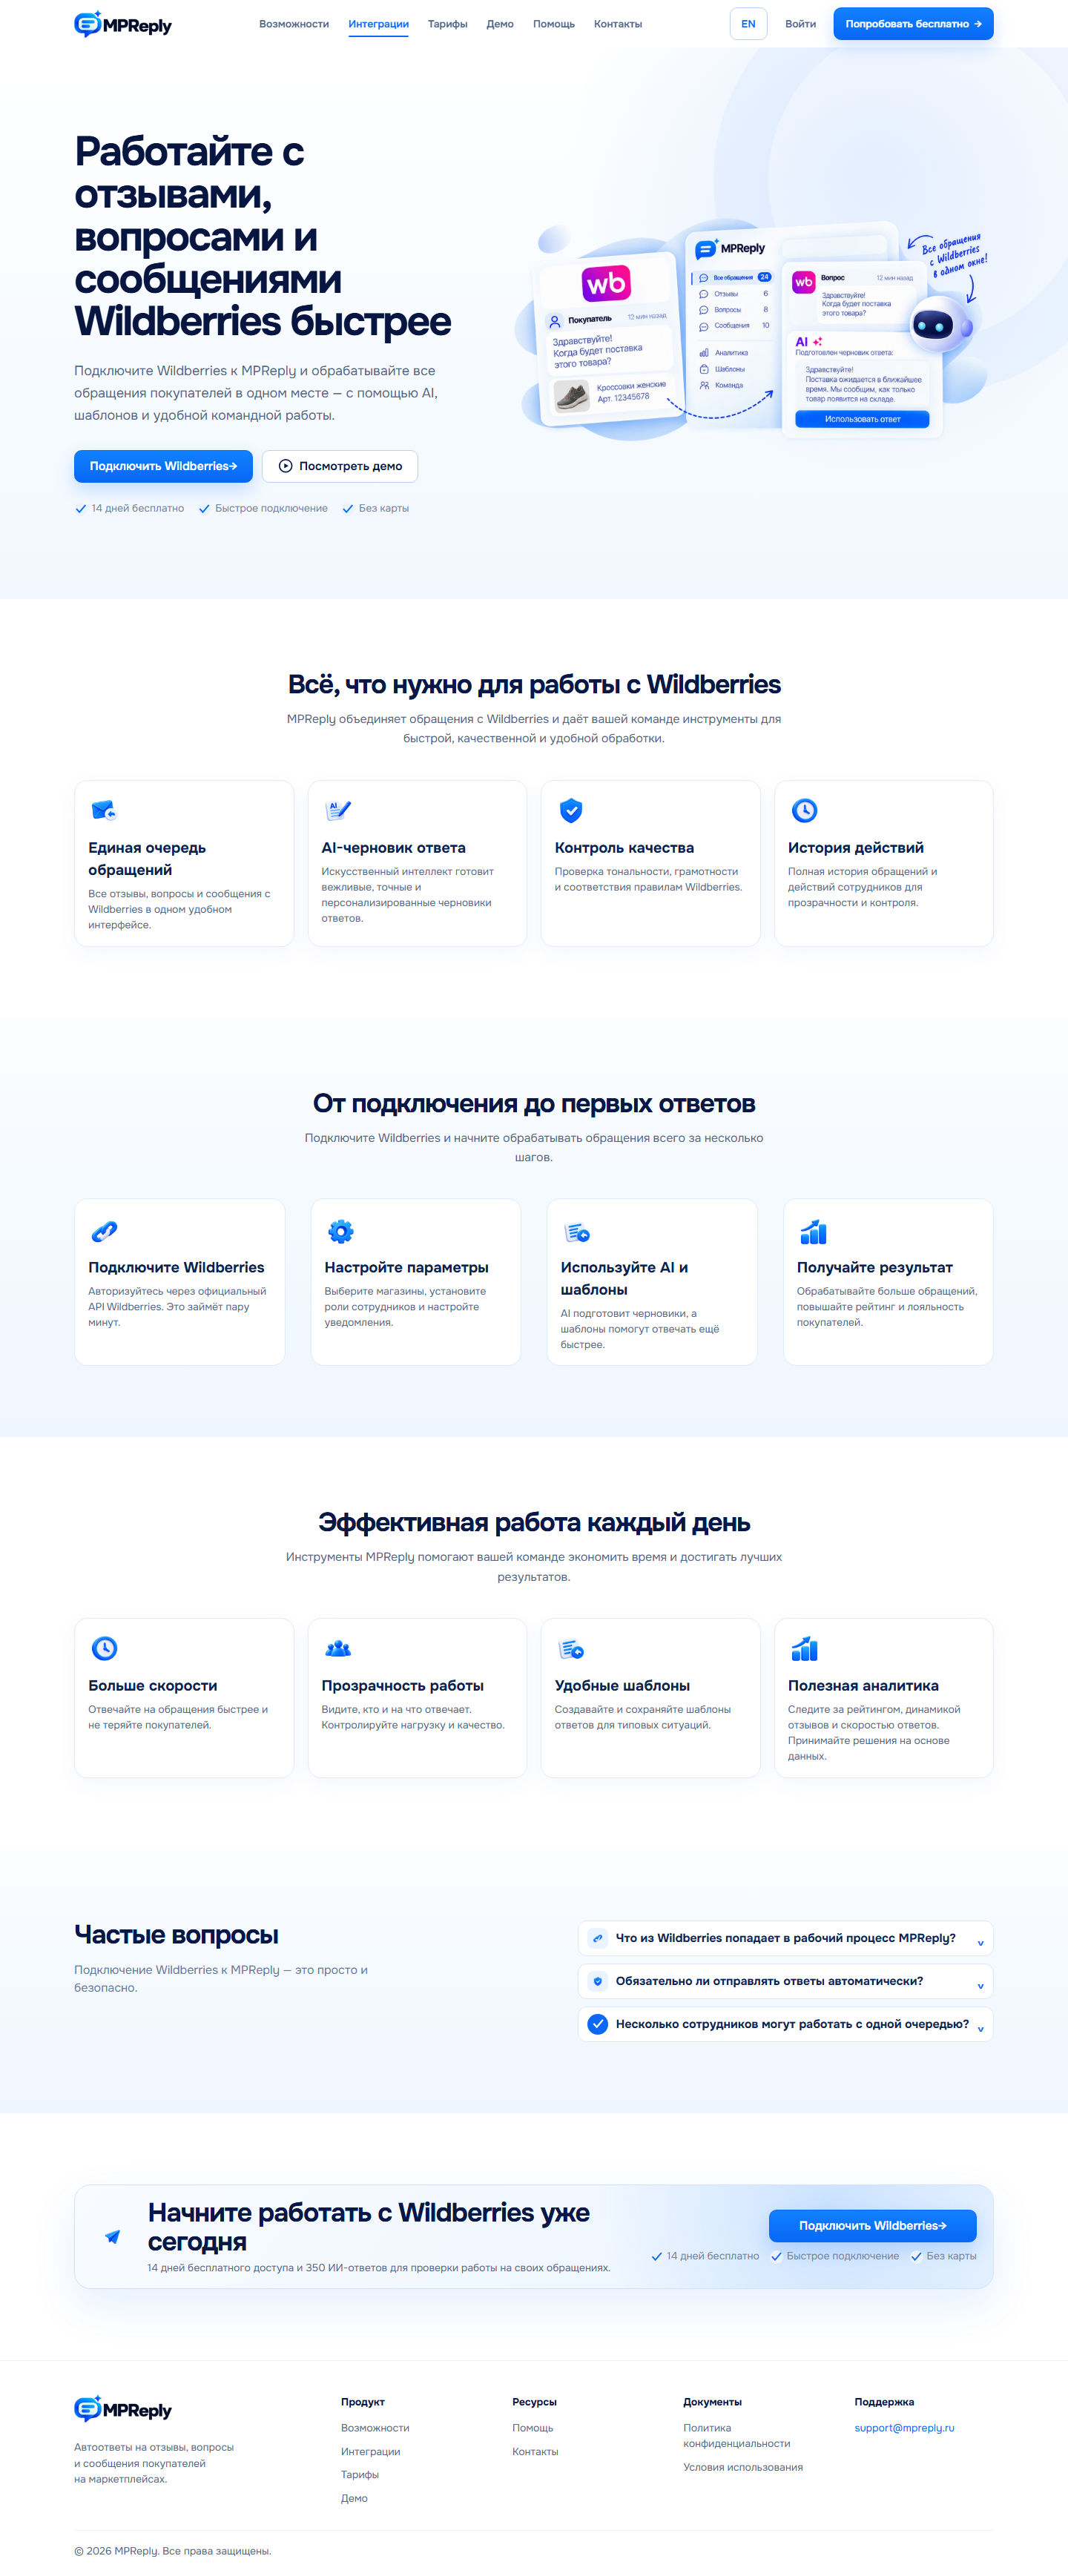 MPReply
Возможности
Интеграции
Тарифы
Демо
Помощь
Контакты
EN
Войти
Попробовать бесплатно →
Работайте с
отзывами,
вопросами и
сообщениями
Wildberries быстрее
Подключите Wildberries к MPReply и обрабатывайте все
обращения покупателей в одном месте — с помощью AI,
шаблонов и удобной командной работы.
Подключить Wildberries→
Посмотреть демо
14 дней бесплатно
Быстрое подключение
Без карты
wb
Покупатель
12 мин назад
Здравствуйте!
Когда будет поставка
этого товара?
Кроссовки женские
Арт. 12345678
MPReply
Все обращения 24
Отзывы 6
Вопросы 8
Сообщения 10
Аналитика
Шаблоны
Команда
wb
Вопрос
12 мин назад
Здравствуйте!
Когда будет поставка
этого товара?
AI
Подготовлен черновик ответа:
Здравствуйте!
Поставка ожидается в ближайшее
время. Мы сообщим, как только
товар появится на складе.
Использовать ответ
Все обращения
с Wildberries
в одном окне!
Всё, что нужно для работы с Wildberries
MPReply объединяет обращения с Wildberries и даёт вашей команде инструменты для
быстрой, качественной и удобной обработки.
Единая очередь
обращений
Все отзывы, вопросы и сообщения с
Wildberries в одном удобном
интерфейсе.
AI
AI-черновик ответа
Искусственный интеллект готовит
вежливые, точные и
персонализированные черновики
ответов.
Контроль качества
Проверка тональности, грамотности
и соответствия правилам Wildberries.
История действий
Полная история обращений и
действий сотрудников для
прозрачности и контроля.
От подключения до первых ответов
Подключите Wildberries и начните обрабатывать обращения всего за несколько
шагов.
Подключите Wildberries
Авторизуйтесь через официальный
API Wildberries. Это займёт пару
минут.
Настройте параметры
Выберите магазины, установите
роли сотрудников и настройте
уведомления.
Используйте AI и
шаблоны
AI подготовит черновики, а
шаблоны помогут отвечать ещё
быстрее.
Получайте результат
Обрабатывайте больше обращений,
повышайте рейтинг и лояльность
покупателей.
Эффективная работа каждый день
Инструменты MPReply помогают вашей команде экономить время и достигать лучших
результатов.
Больше скорости
Отвечайте на обращения быстрее и
не теряйте покупателей.
Прозрачность работы
Видите, кто и на что отвечает.
Контролируйте нагрузку и качество.
Удобные шаблоны
Создавайте и сохраняйте шаблоны
ответов для типовых ситуаций.
Полезная аналитика
Следите за рейтингом, динамикой
отзывов и скоростью ответов.
Принимайте решения на основе
данных.
Частые вопросы
Подключение Wildberries к MPReply — это просто и
безопасно.
Что из Wildberries попадает в рабочий процесс MPReply?
Обязательно ли отправлять ответы автоматически?
Несколько сотрудников могут работать с одной очередью?
Начните работать с Wildberries уже
сегодня
14 дней бесплатного доступа и 350 ИИ-ответов для проверки работы на своих обращениях.
Подключить Wildberries→
14 дней бесплатно
Быстрое подключение
Без карты
MPReply
Автоответы на отзывы, вопросы
и сообщения покупателей
на маркетплейсах.
Продукт
Возможности
Интеграции
Тарифы
Демо
Ресурсы
Помощь
Контакты
Документы
Политика
конфиденциальности
Условия использования
Поддержка
support@mpreply.ru
© 2026 MPReply. Все права защищены.